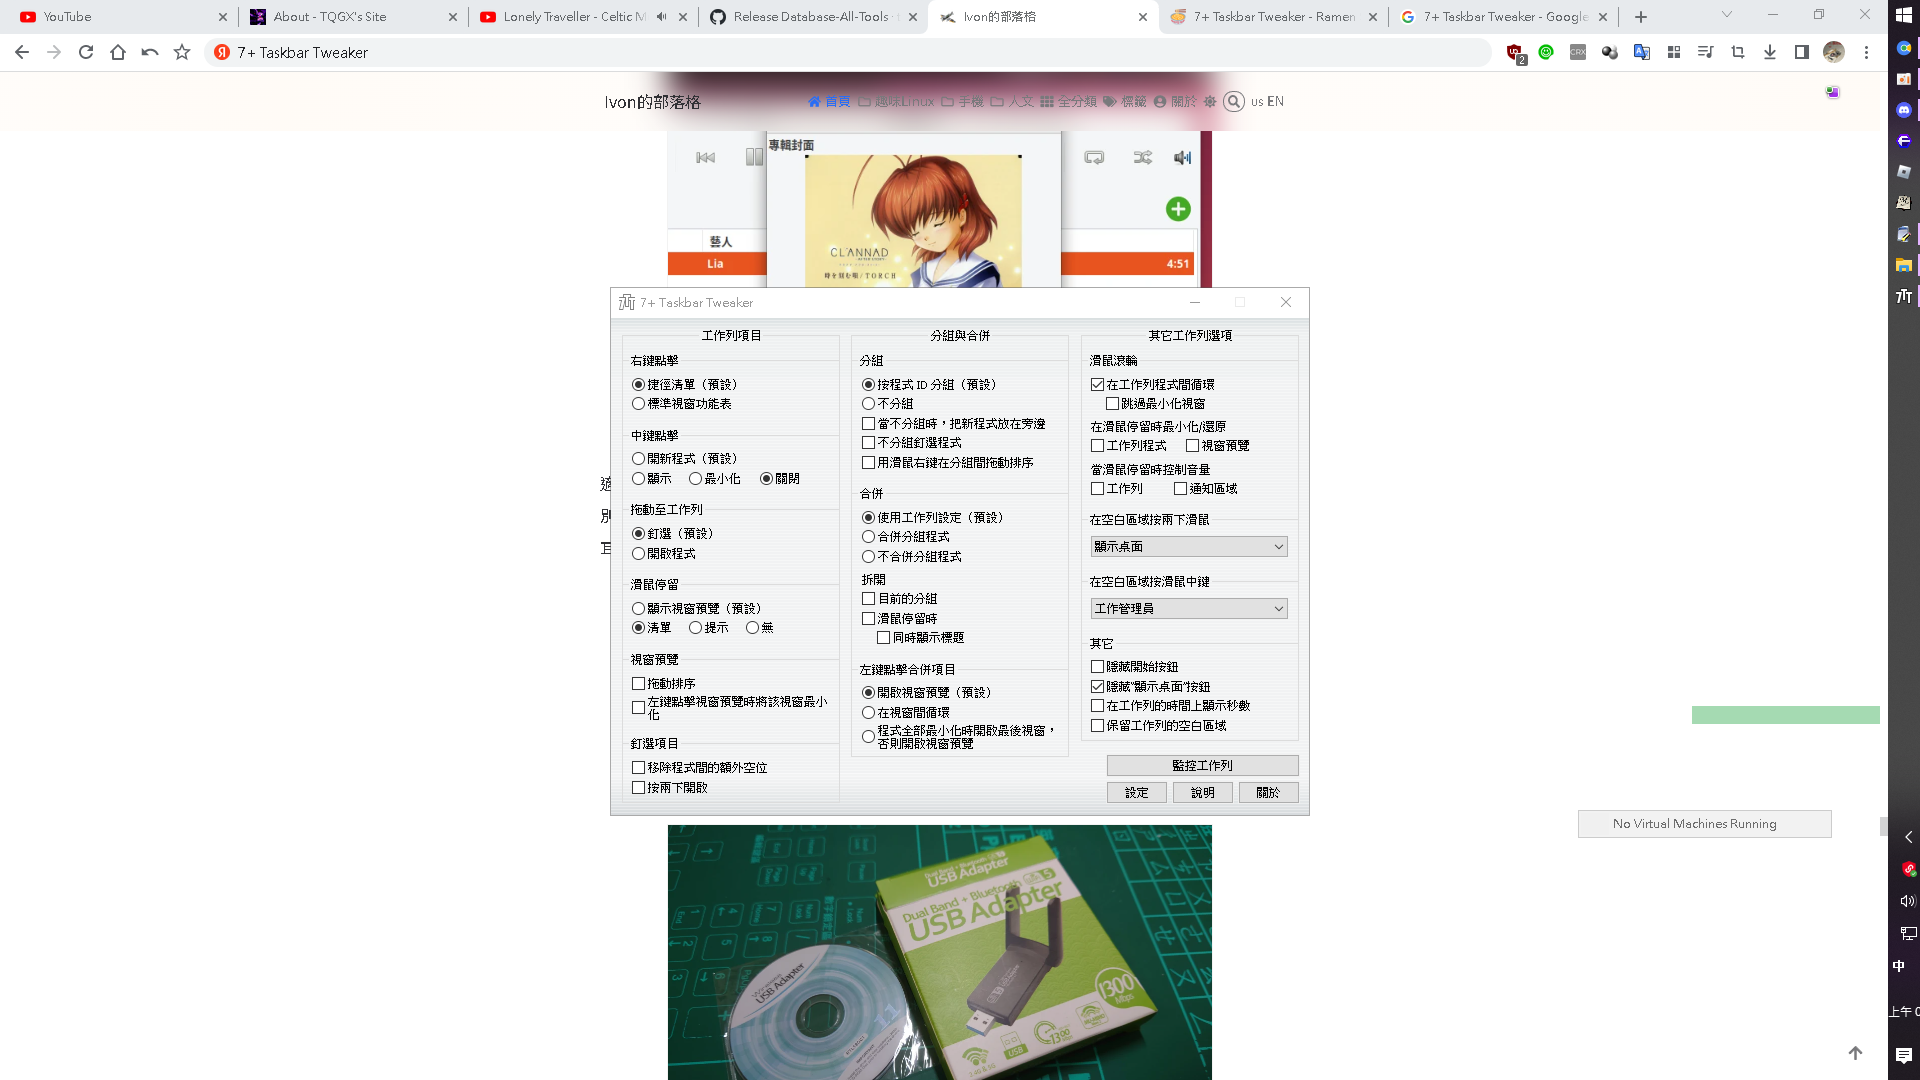 YouTube
About - TQGX's Site
Lonely Traveller - Celtic M
Release Database-All-Tools ·
Ivon的部落格
7+ Taskbar Tweaker - Ramen
7+ Taskbar Tweaker - Google
7+ Taskbar Tweaker
2
Ivon的部落格
首頁
趣味Linux
手機
人文
全分類
標籤
關於
us EN
專輯封面
CLANNAD
時を刻む唄/TORCH
藝人
Lia
4:51
7+ Taskbar Tweaker
工作列項目
右鍵點擊
捷徑清單（預設）
標準視窗功能表
中鍵點擊
開新程式（預設）
顯示 最小化 關閉
拖動至工作列
釘選（預設）
開啟程式
滑鼠停留
顯示視窗預覽（預設）
清單 提示 無
視窗預覽
拖動排序
左鍵點擊視窗預覽時將該視窗最小
化
釘選項目
移除程式間的額外空位
按兩下開啟
分組與合併
分組
按程式 ID 分組（預設）
不分組
當不分組時，把新程式放在旁邊
不分組釘選程式
用滑鼠右鍵在分組間拖動排序
合併
使用工作列設定（預設）
合併分組程式
不合併分組程式
拆開
目前的分組
滑鼠停留時
同時顯示標題
左鍵點擊合併項目
開啟視窗預覽（預設）
在視窗間循環
程式全部最小化時開啟最後視窗，
否則開啟視窗預覽
其它工作列選項
滑鼠滾輪
在工作列程式間循環
跳過最小化視窗
在滑鼠停留時最小化/還原
工作列程式 視窗預覽
當滑鼠停留時控制音量
工作列 通知區域
在空白區域按兩下滑鼠
顯示桌面
在空白區域按滑鼠中鍵
工作管理員
其它
隱藏開始按鈕
隱藏"顯示桌面"按鈕
在工作列的時間上顯示秒數
保留工作列的空白區域
監控工作列
設定 說明 關於
No Virtual Machines Running
中
上午 0
Dual Band + Bluetooth
USB Adapter
Dual Band + Bluetooth 5
USB Adapter
1300
Mbps
USB
1300
Wireless
USB Adapter